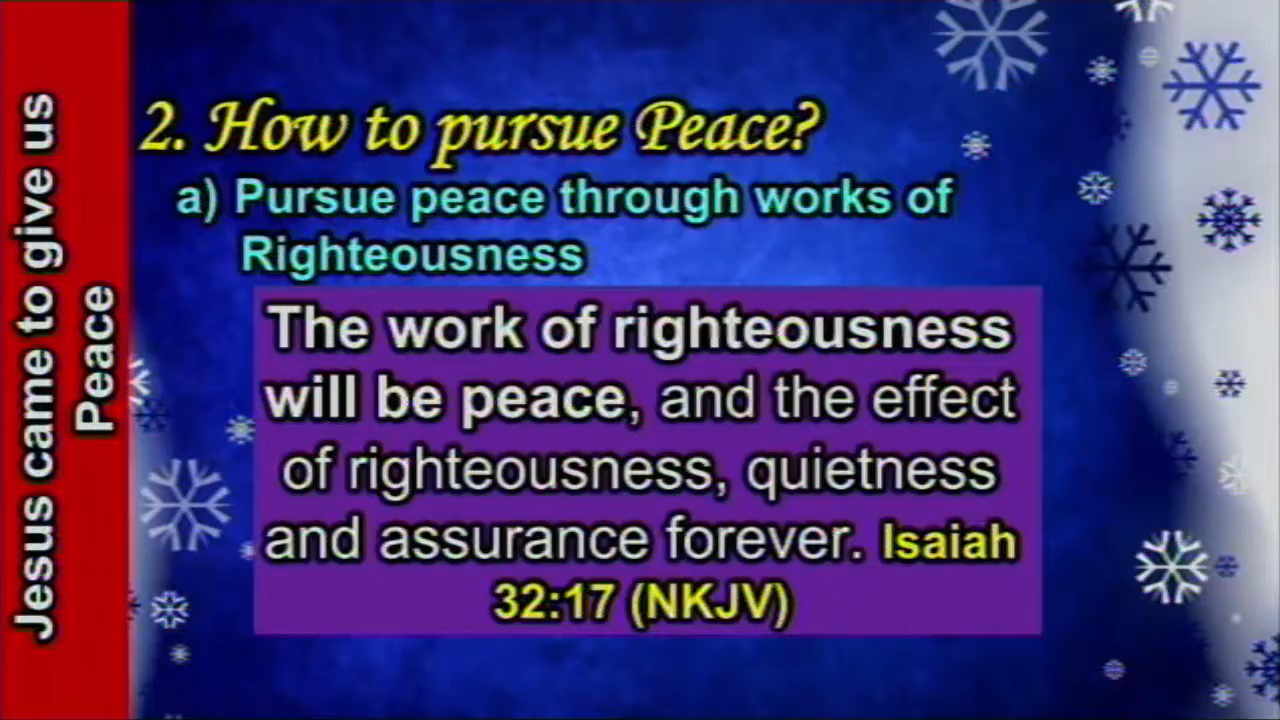 Jesus came to give us
Peace
2. How to pursue Peace?
a) Pursue peace through works of
Righteousness
The work of righteousness
will be peace, and the effect
of righteousness, quietness
and assurance forever. Isaiah
32:17 (NKJV)